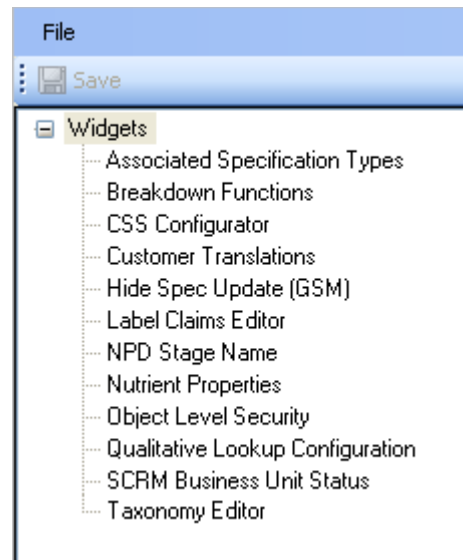 File
Save
Widgets
Associated Specification Types
Breakdown Functions
CSS Configurator
Customer Translations
Hide Spec Update (GSM)
Label Claims Editor
NPD Stage Name
Nutrient Properties
Object Level Security
Qualitative Lookup Configuration
SCRM Business Unit Status
Taxonomy Editor